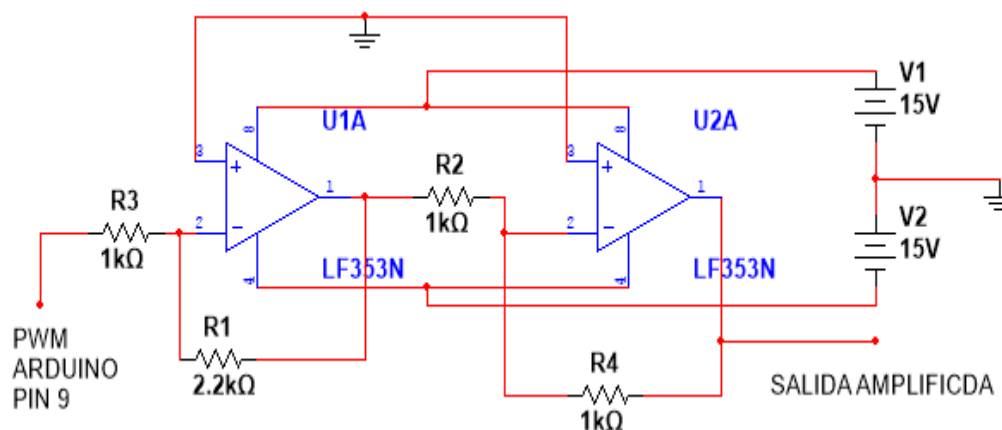 V1
15V
U1A
U2A
8
8
3
3
R2
1kΩ
1
1
R3
1kΩ
2
2
V2
15V
LF353N
LF353N
4
4
R1
2.2kΩ
R4
1kΩ
PWM
ARDUINO
PIN 9
SALIDA AMPLIFICDA
+
+
−
−